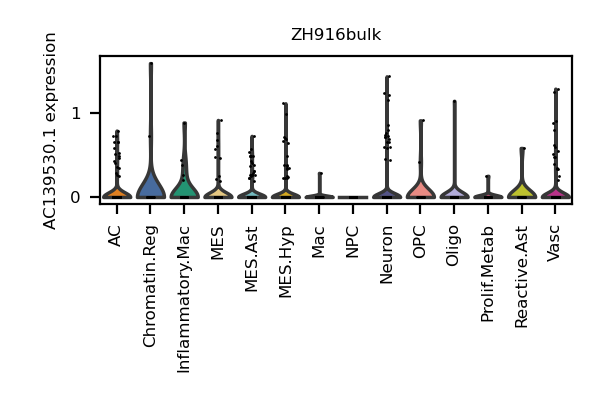 ZH916bulk
AC139530.1 expression
1
0
AC
Chromatin.Reg
Inflammatory.Mac
MES
MES.Ast
MES.Hyp
Mac
NPC
Neuron
OPC
Oligo
Prolif.Metab
Reactive.Ast
Vasc